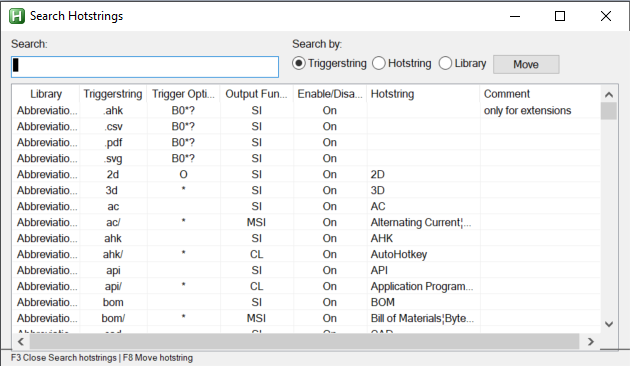 Search Hotstrings
Search:
Search by:
Triggerstring Hotstring Library Move
Library Triggerstring Trigger Opti... Output Fun... Enable/Disa... Hotstring Comment
Abbreviatio... .ahk B0*? SI On only for extensions
Abbreviatio... .csv B0*? SI On
Abbreviatio... .pdf B0*? SI On
Abbreviatio... .svg B0*? SI On
Abbreviatio... 2d O SI On 2D
Abbreviatio... 3d * SI On 3D
Abbreviatio... ac SI On AC
Abbreviatio... ac/ * MSI On Alternating Current¦...
Abbreviatio... ahk SI On AHK
Abbreviatio... ahk/ * CL On AutoHotkey
Abbreviatio... api SI On API
Abbreviatio... api/ * CL On Application Program...
Abbreviatio... bom SI On BOM
Abbreviatio... bom/ * MSI On Bill of Materials¦Byte...
F3 Close Search hotstrings | F8 Move hotstring